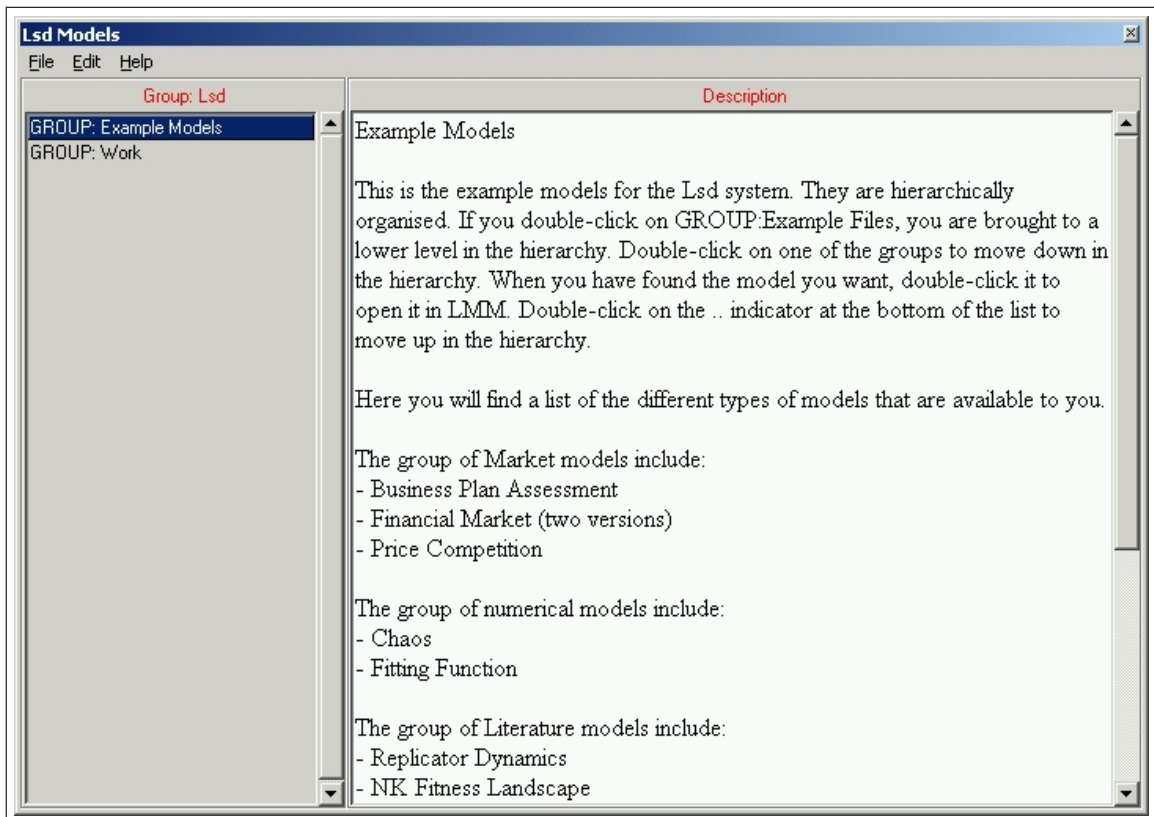 Lsd Models
File Edit Help
Group: Lsd
Description
GROUP: Example Models
GROUP: Work
Example Models
This is the example models for the Lsd system. They are hierarchically
organised. If you double-click on GROUP:Example Files, you are brought to a
lower level in the hierarchy. Double-click on one of the groups to move down in
the hierarchy. When you have found the model you want, double-click it to
open it in LMM. Double-click on the .. indicator at the bottom of the list to
move up in the hierarchy.
Here you will find a list of the different types of models that are available to you.
The group of Market models include:
- Business Plan Assessment
- Financial Market (two versions)
- Price Competition
The group of numerical models include:
- Chaos
- Fitting Function
The group of Literature models include:
- Replicator Dynamics
- NK Fitness Landscape